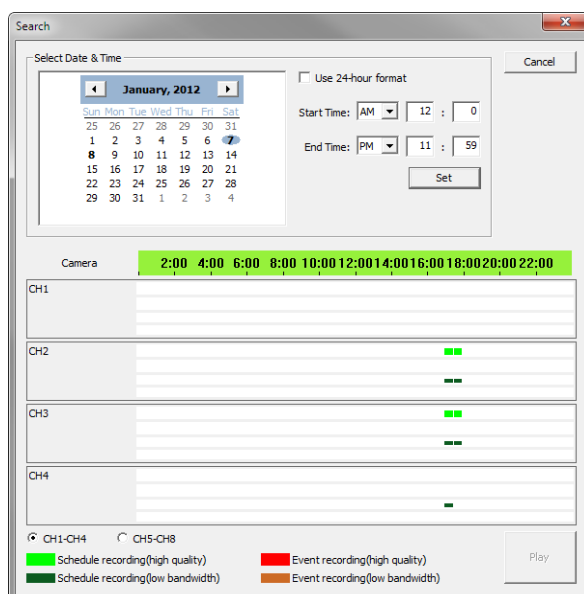 Search
Select Date & Time
Cancel
January, 2012
Sun Mon Tue Wed Thu Fri Sat
25 26 27 28 29 30 31
1 2 3 4 5 6 7
8 9 10 11 12 13 14
15 16 17 18 19 20 21
22 23 24 25 26 27 28
29 30 31 1 2 3 4
Use 24-hour format
Start Time: AM 12 : 0
End Time: PM 11 : 59
Set
Camera 2:00 4:00 6:00 8:00 10:00 12:00 14:00 16:00 18:00 20:00 22:00
CH1
CH2
CH3
CH4
CH1-CH4 CH5-CH8
Schedule recording(high quality) Event recording(high quality)
Schedule recording(low bandwidth) Event recording(low bandwidth)
Play